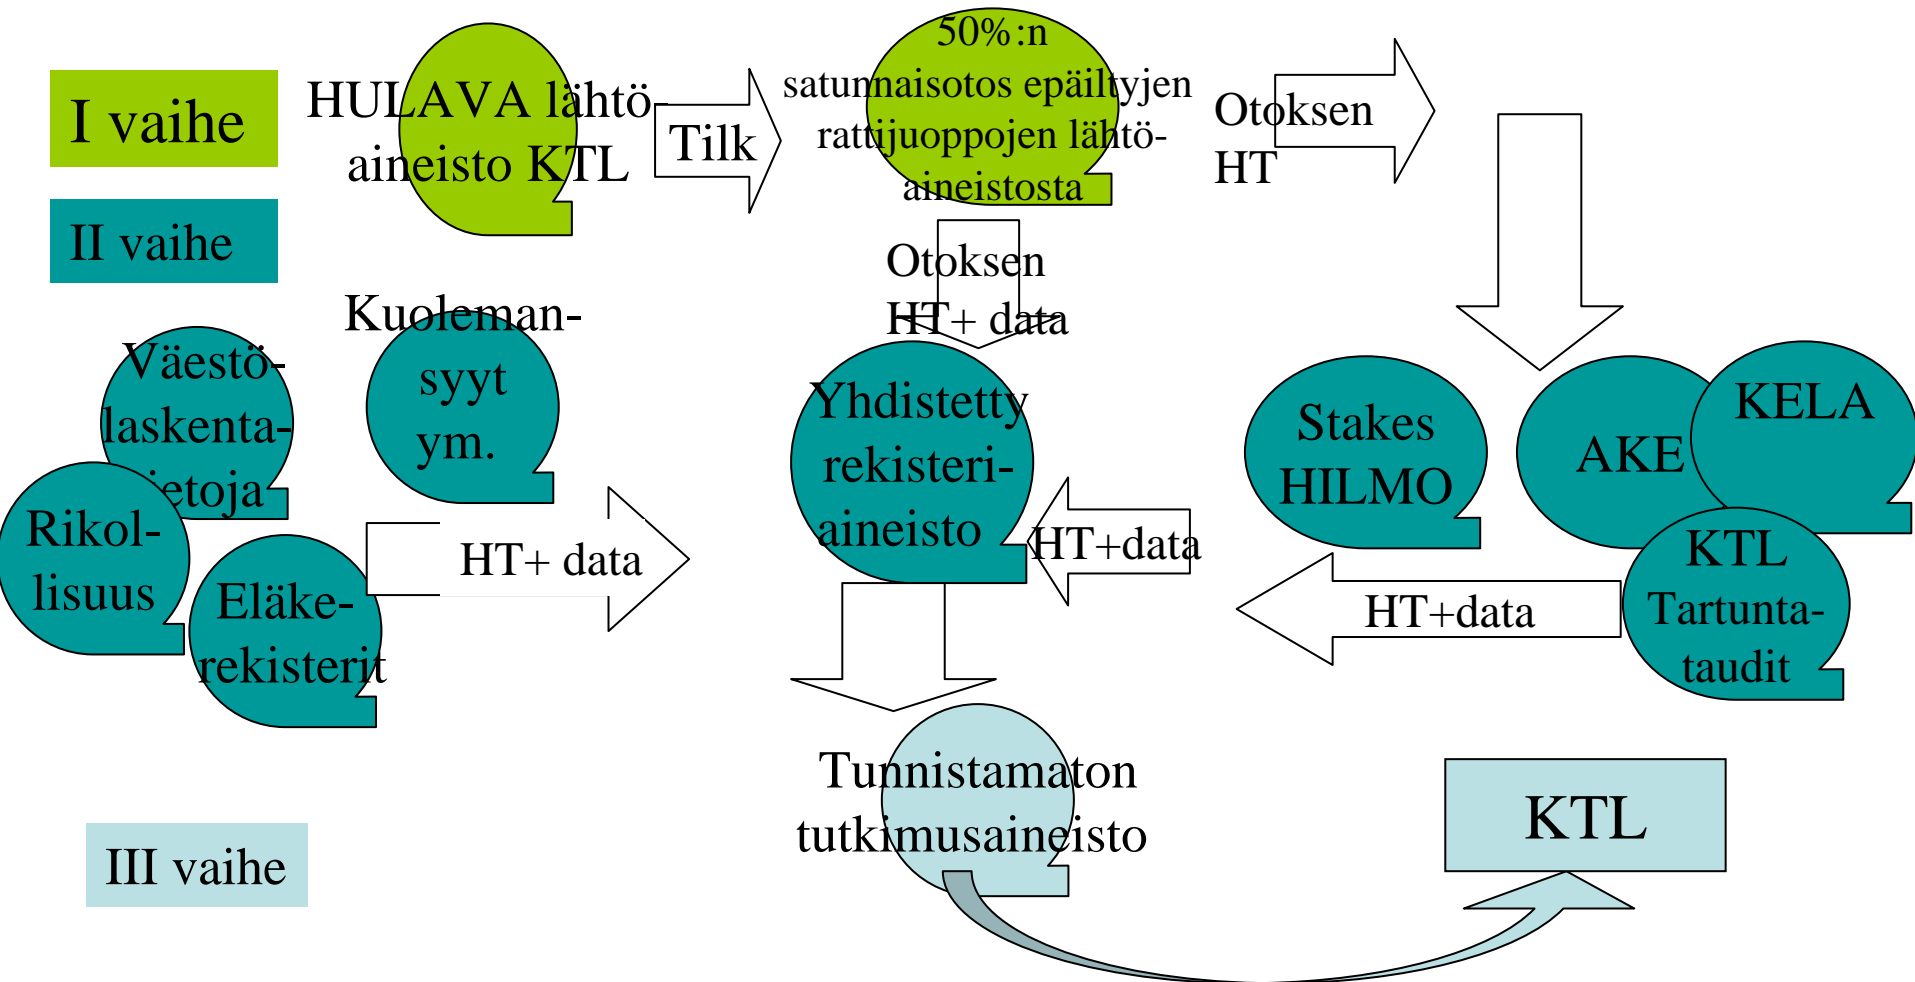 I vaihe
HULAVA lähtö-
aineisto KTL
Tilk
50%:n
satunnaisotos epäiltyjen
rattijuoppojen lähtö-
aineistosta
Otoksen
HT
II vaihe
Otoksen
HT+ data
Väestö-
laskenta-
ietoja
Kuoleman-
syyt
ym.
Rikol-
lisuus
Eläke-
rekisterit
HT+ data
Yhdistetty
rekisteri-
aineisto
HT+data
Stakes
HILMO
AKE
KELA
KTL
Tartunta-
taudit
HT+data
Tunnistamaton
tutkimusaineisto
KTL
III vaihe